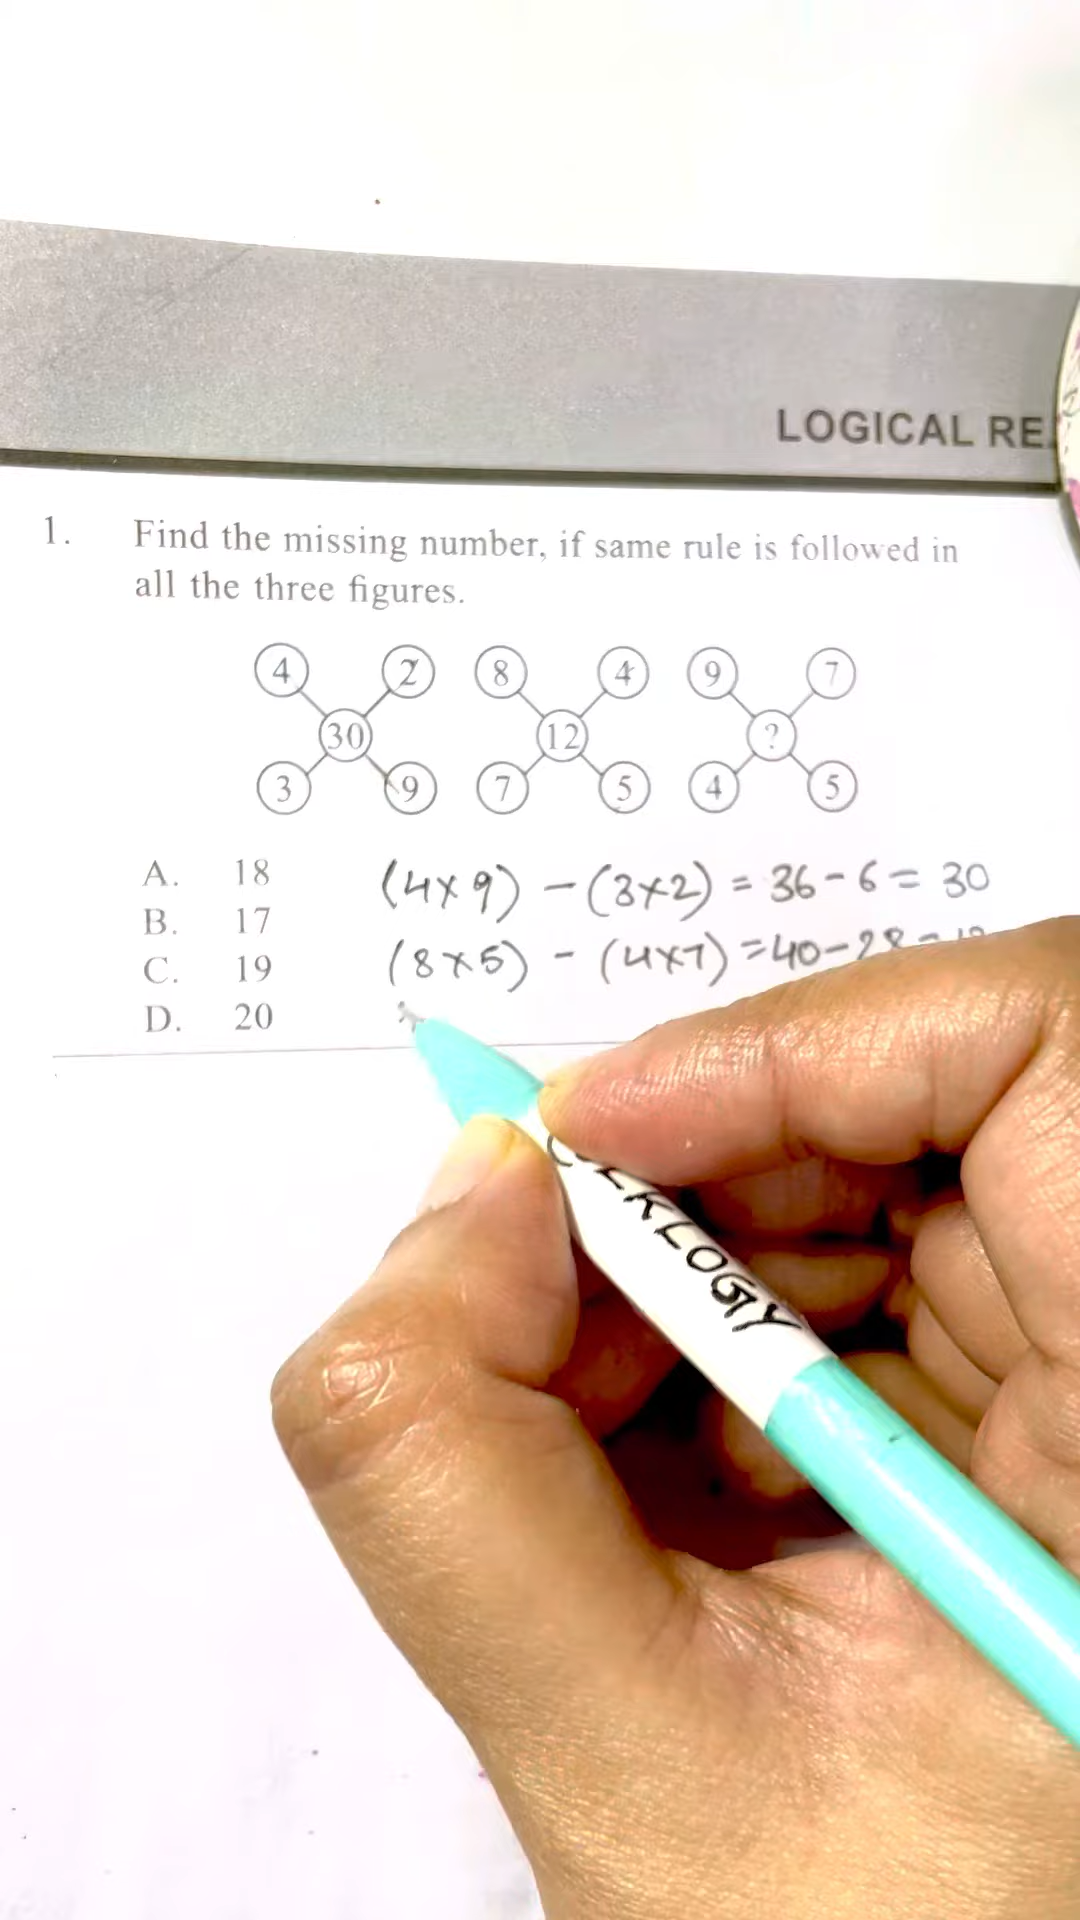 LOGICAL
1. Find the missing number, if same rule is followed in
all the three figures.
4 2 8 4 9 7
30 12 ?
3 9 7 5 4 5
A. 18
B. 17
C. 19
D. 20
(4×9) - (3×2) = 36-6 = 30
(8×5) - (4×7) = 40-28 =